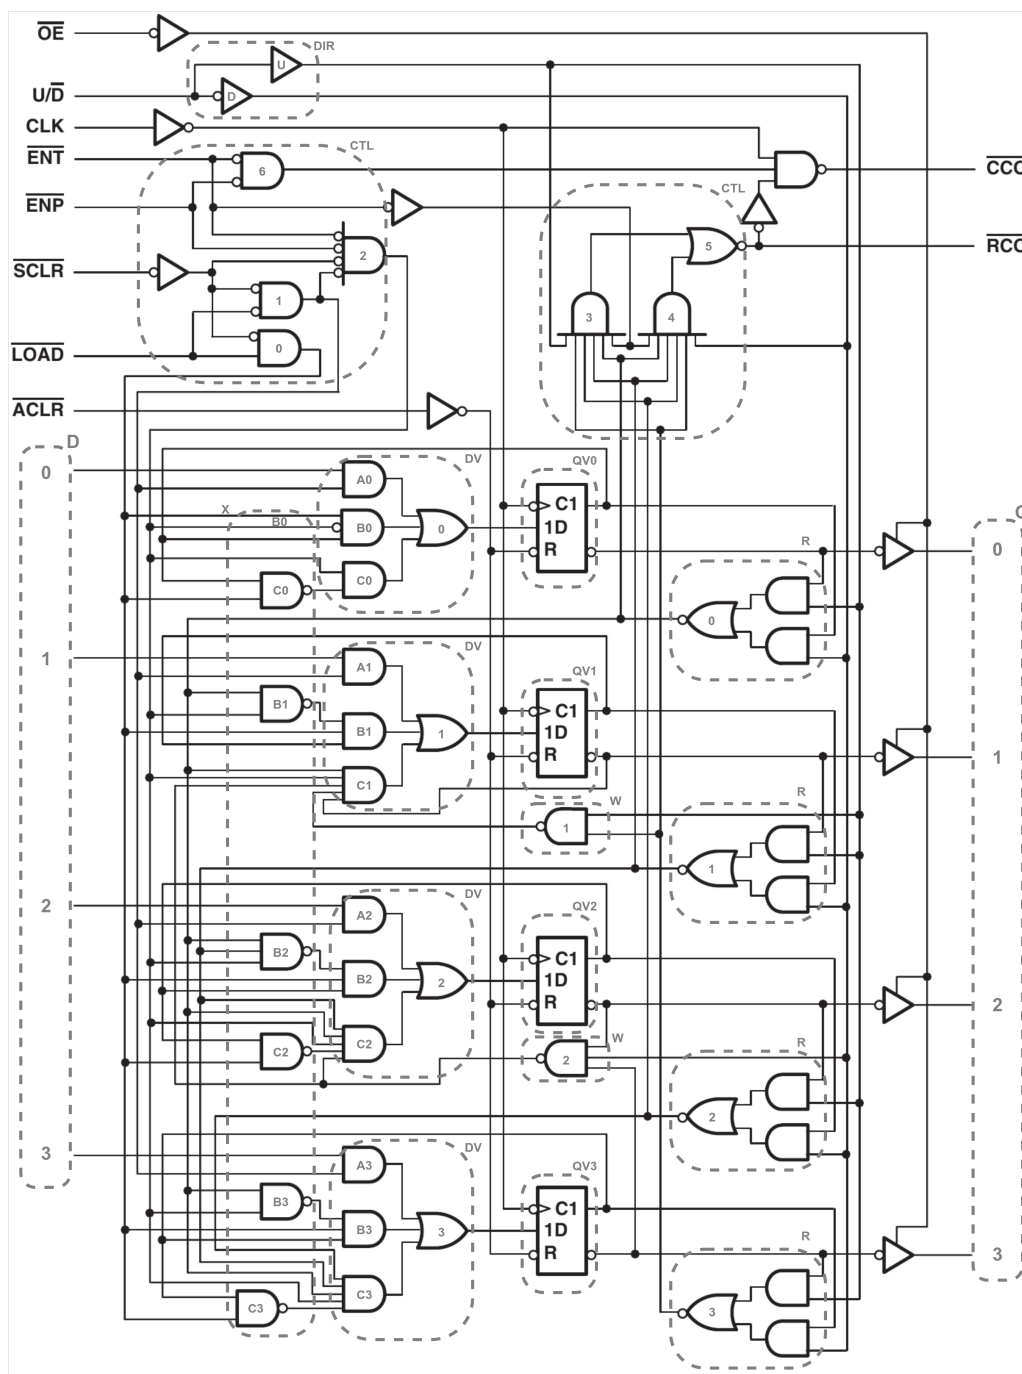 OE
DIR
U
U/D
D
CLK
ENT
CTL
6
CCO
ENP
CTL
2
5
RCO
SCLR
1
3
4
LOAD
0
ACLR
D
0
DV
QV0
A0
C1
X
B0
B0
0
1D
R
R
0
C0
C0
0
1
DV
QV1
A1
B1
C1
B1
1
1D
R
1
C1
W
R
1
1
2
DV
QV2
A2
B2
C1
B2
2
1D
R
2
C2
C2
W
R
2
2
3
DV
QV3
A3
B3
C1
B3
3
1D
R
R
3
C3
C3
3